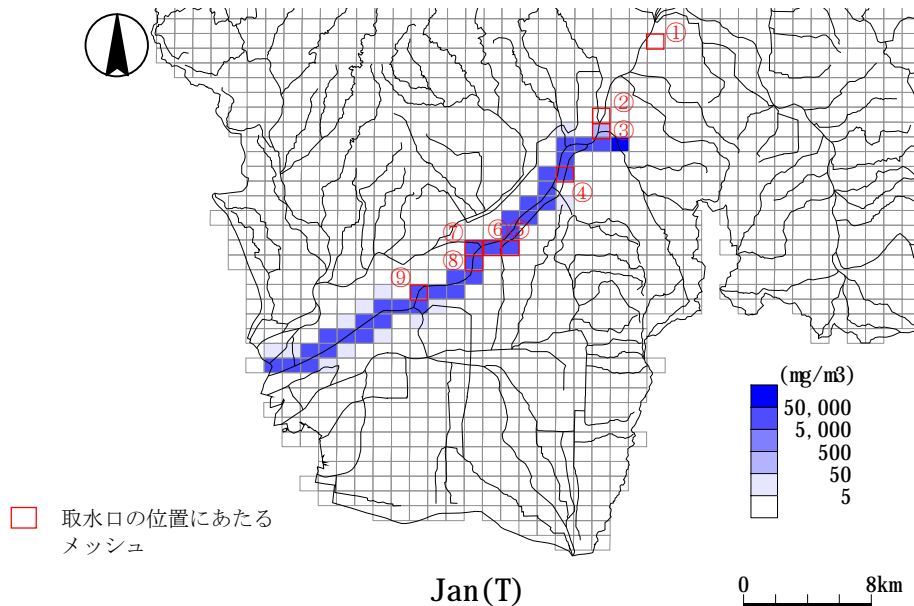 ①
②
③
④
⑦ ⑥ ⑤
⑧
⑨
(mg/m3)
50,000
5,000
500
50
5
取水口の位置にあたる
メッシュ
Jan(T)
0 8km